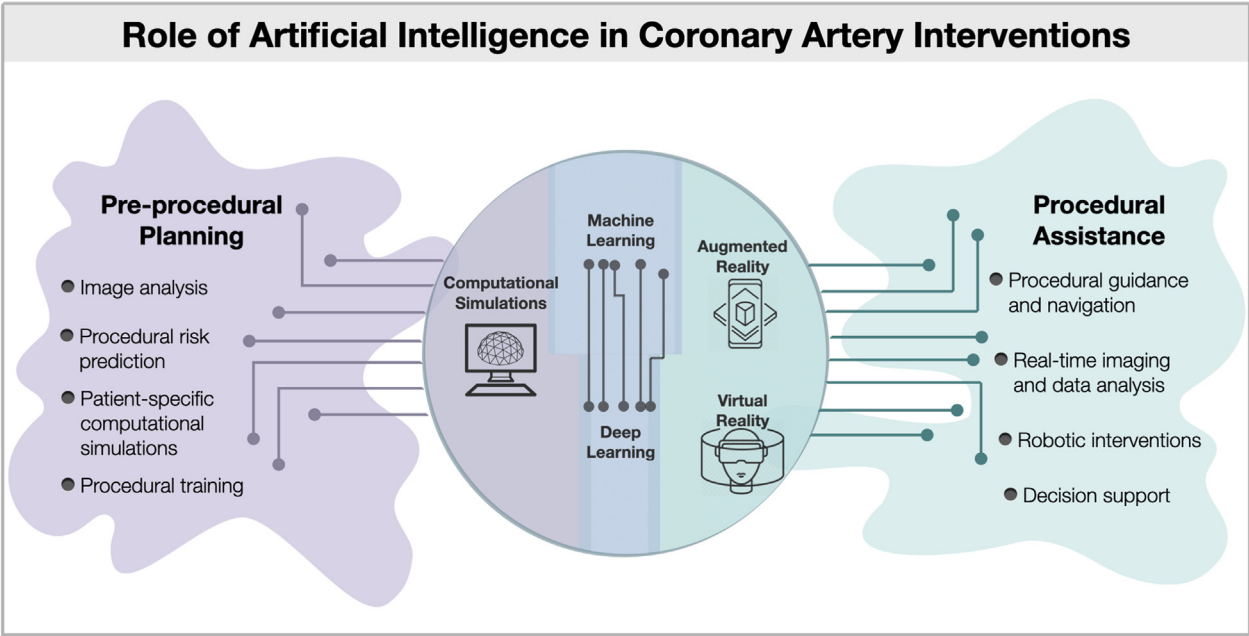 Role of Artificial Intelligence in Coronary Artery Interventions
Pre-procedural
Planning
Image analysis
Procedural risk
prediction
Patient-specific
computational
simulations
Procedural training
Computational
Simulations
Machine
Learning
Deep
Learning
Augmented
Reality
Virtual
Reality
Procedural
Assistance
Procedural guidance
and navigation
Real-time imaging
and data analysis
Robotic interventions
Decision support